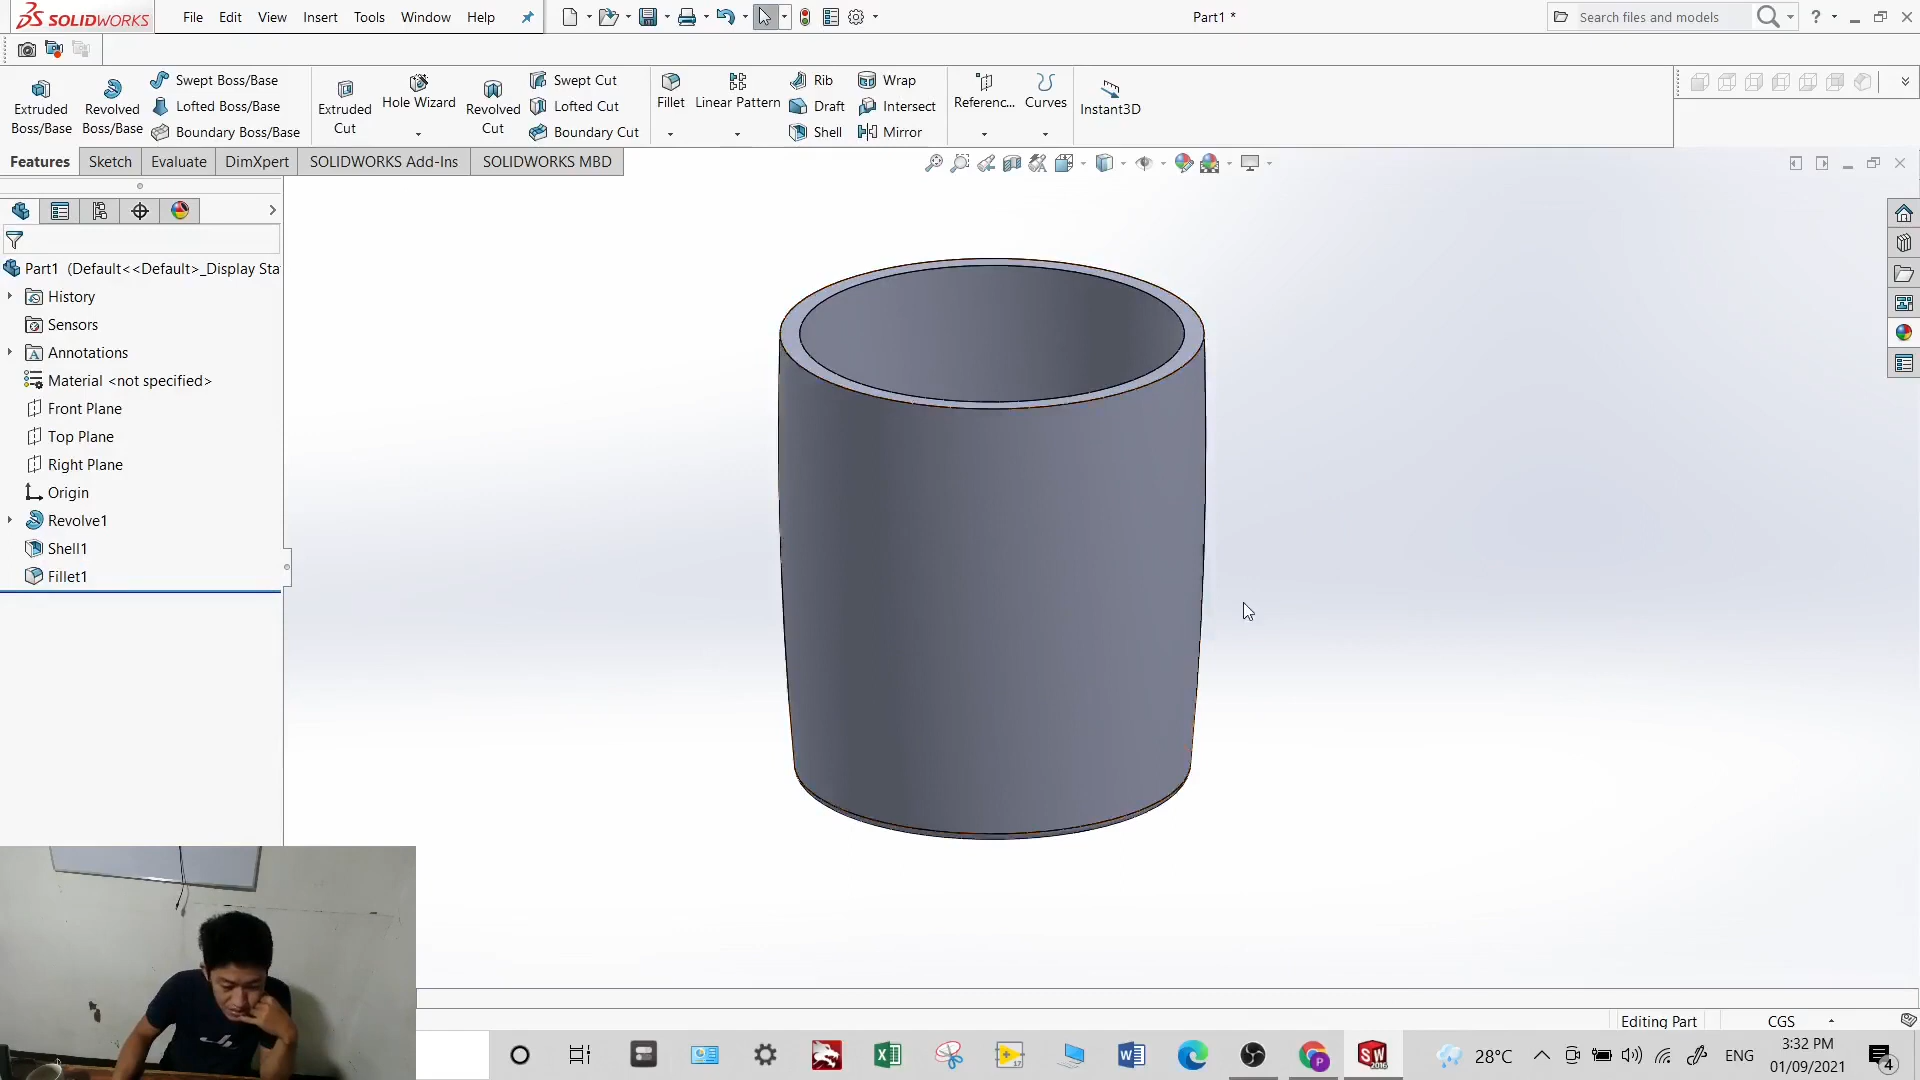 SOLIDWORKS File Edit View Insert Tools Window Help Part1 * Search files and models ?
Extruded Boss/Base
Revolved Boss/Base
Swept Boss/Base
Lofted Boss/Base
Boundary Boss/Base
Extruded Cut
Hole Wizard
Revolved Cut
Swept Cut
Lofted Cut
Boundary Cut
Fillet
Linear Pattern
Rib
Draft
Shell
Wrap
Intersect
Mirror
Referenc...
Curves
Instant3D
Features Sketch Evaluate DimXpert SOLIDWORKS Add-Ins SOLIDWORKS MBD
Part1 (Default<<Default>_Display Sta
History
Sensors
A Annotations
Material <not specified>
Front Plane
Top Plane
Right Plane
Origin
Revolve1
Shell1
Fillet1
Editing Part CGS
28°C ENG 3:32 PM
01/09/2021
4
SW
2016
P
17